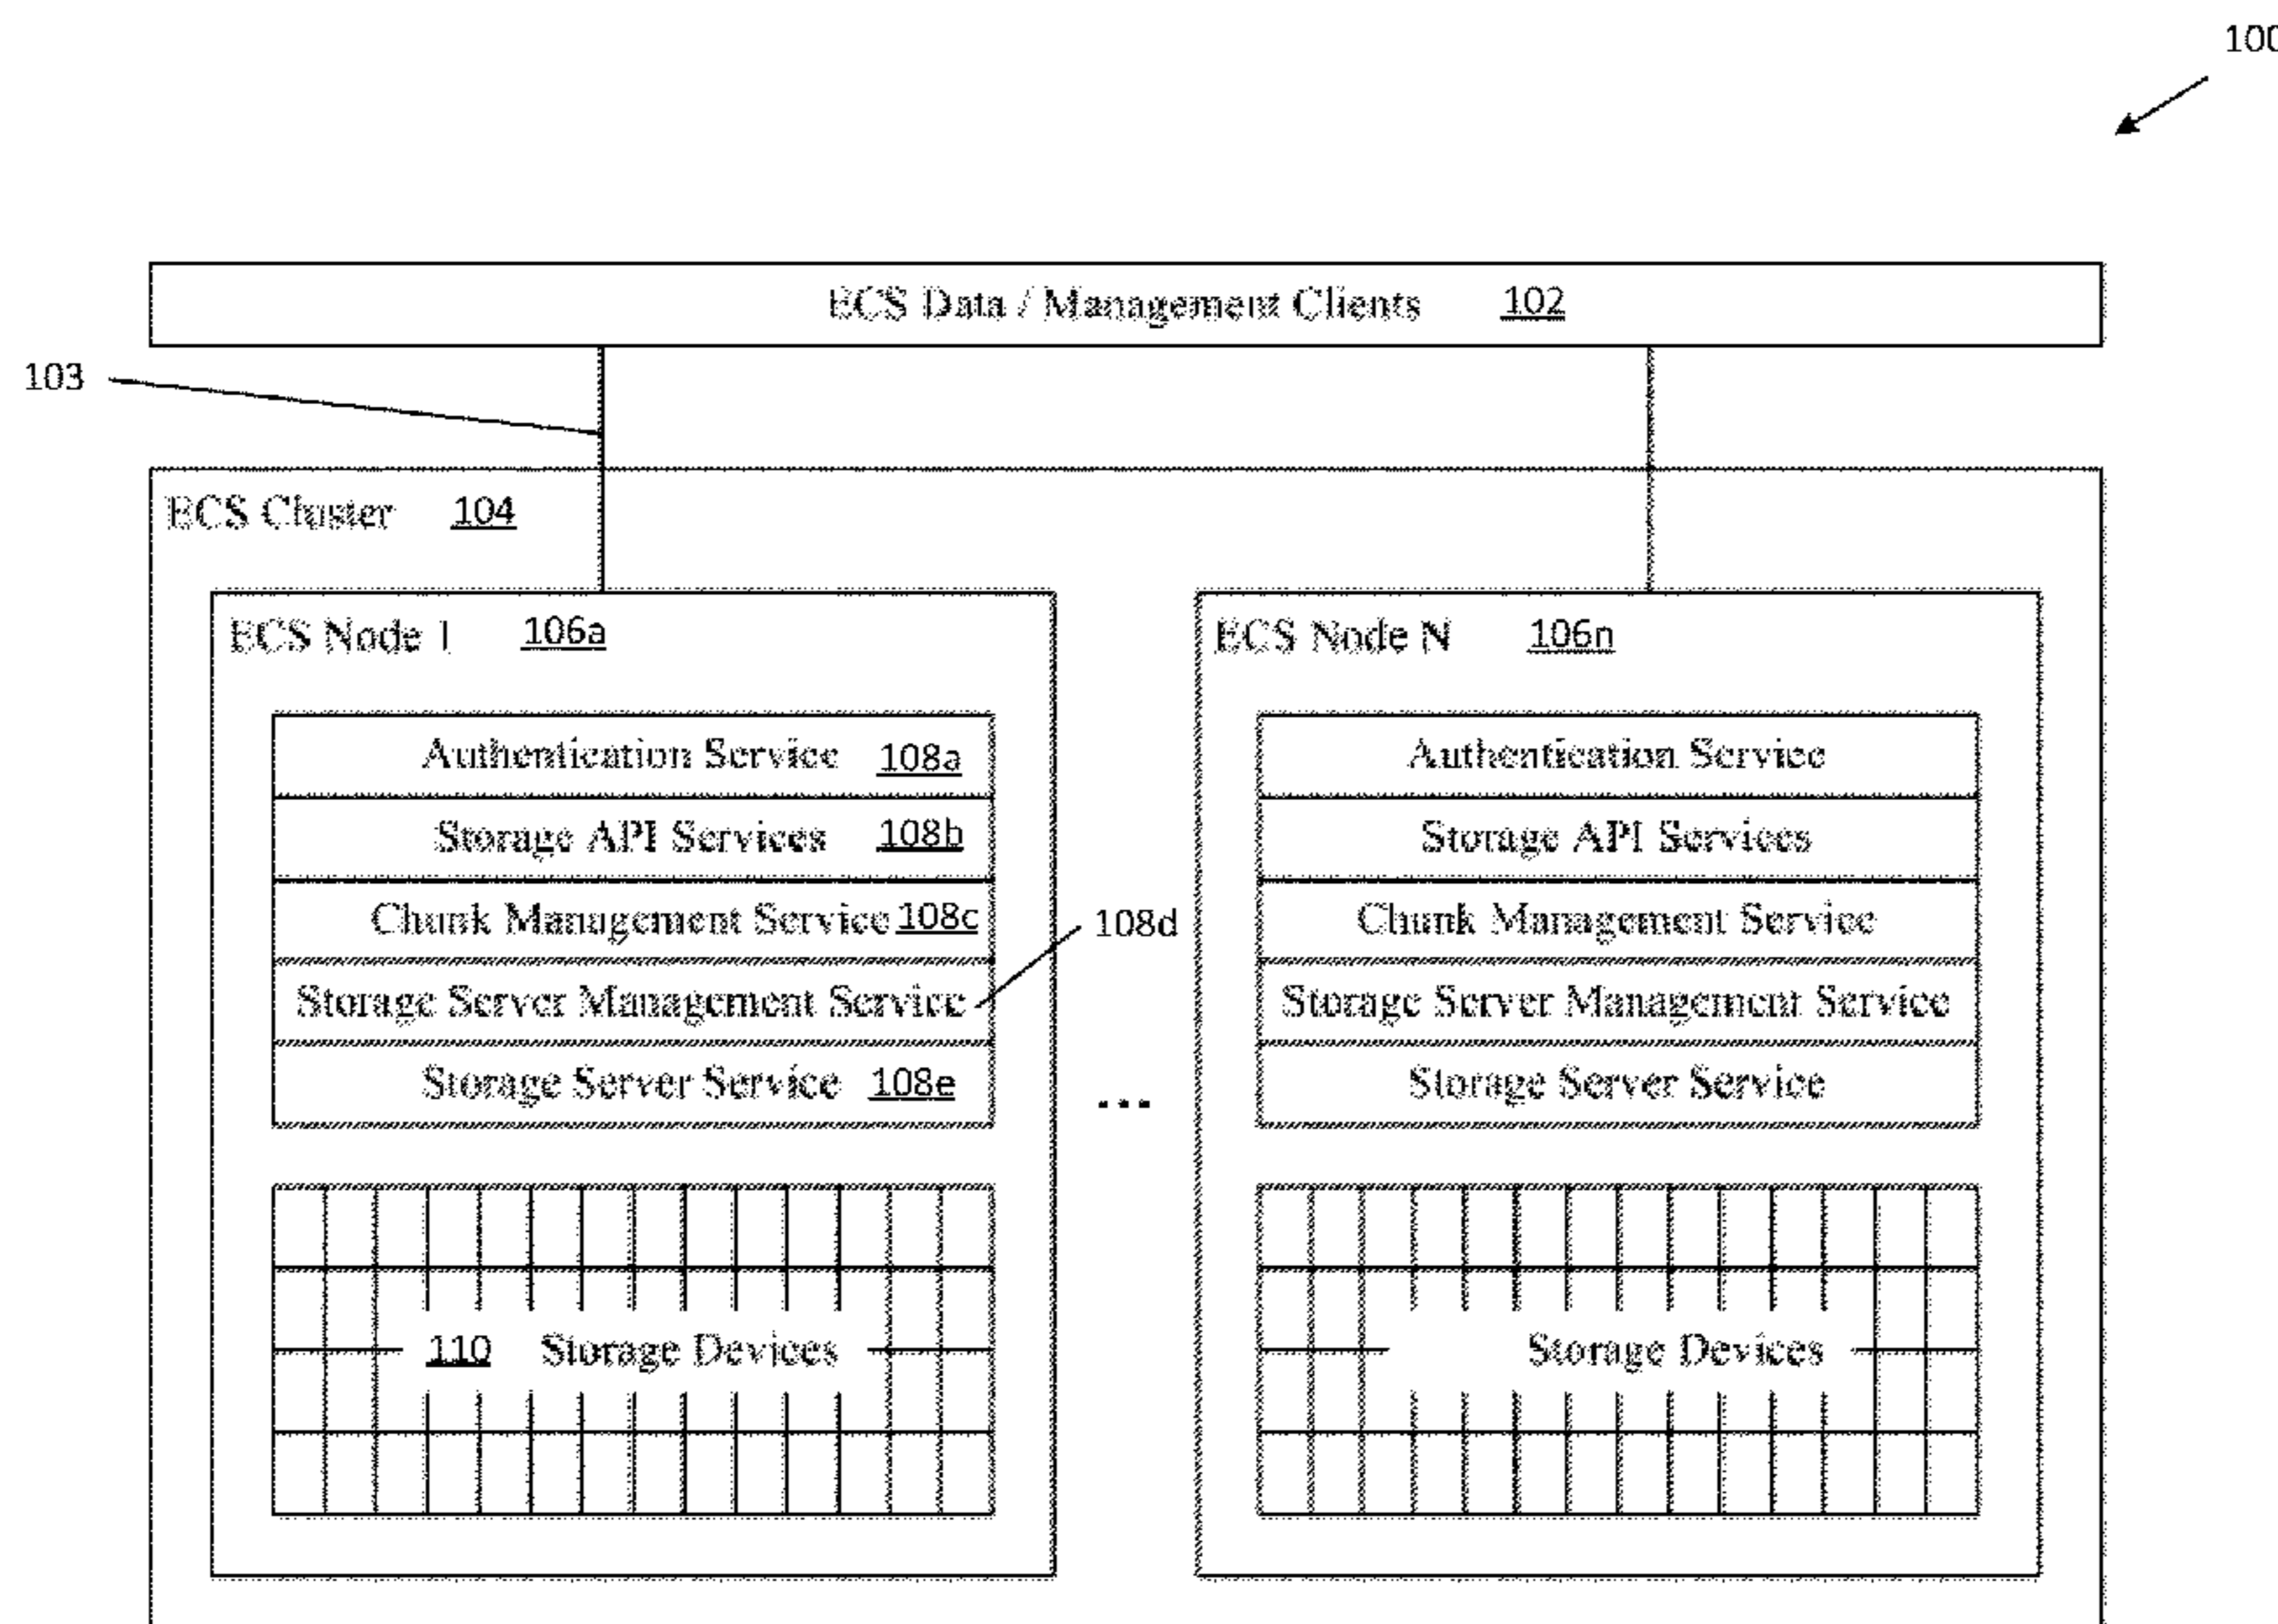 100
ECS Data / Management Clients 102
103
ECS Cluster 104
ECS Node 1 106a
Authentication Service 108a
Storage API Services 108b
Chunk Management Service 108c
108d
Storage Server Management Service
Storage Server Service 108e
110 Storage Devices
...
ECS Node N 106n
Authentication Service
Storage API Services
Chunk Management Service
Storage Server Management Service
Storage Server Service
Storage Devices